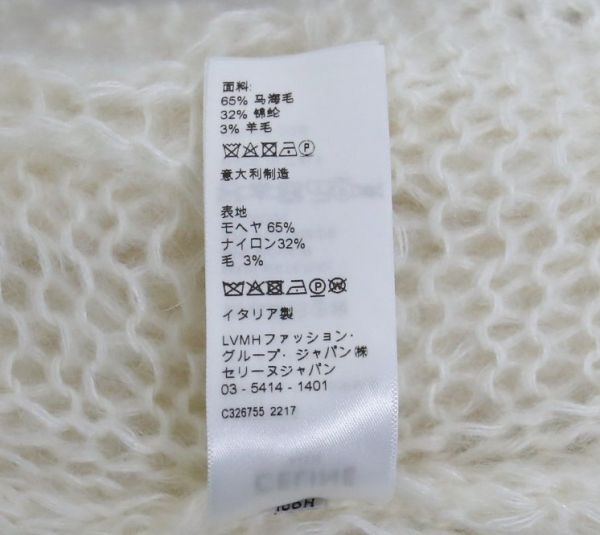 面料:
65% 马海毛
32% 锦纶
3% 羊毛
P
意大利制造
表地
モヘヤ 65%
ナイロン32%
毛 3%
P W
イタリア製
LVMHファッション・
グループ・ジャパン㈱
セリーヌジャパン
03 - 5414 - 1401
C326755 2217
CELINE